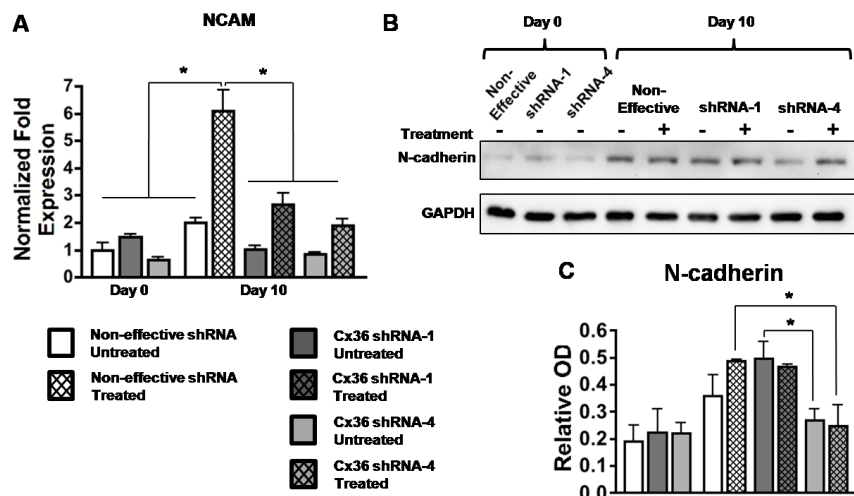 A
NCAM
*
*
Normalized Fold
Expression
7
6
5
4
3
2
1
0
Day 0
Day 10
Non-effective shRNA
Untreated
Non-effective shRNA
Treated
Cx36 shRNA-1
Untreated
Cx36 shRNA-1
Treated
Cx36 shRNA-4
Untreated
Cx36 shRNA-4
Treated
B
Day 0
Day 10
Non-
Effective
shRNA-1
shRNA-4
Non-
Effective
shRNA-1
shRNA-4
Treatment
- - - - + - + - +
N-cadherin
GAPDH
C
N-cadherin
*
*
Relative OD
0.6
0.5
0.4
0.3
0.2
0.1
0.0